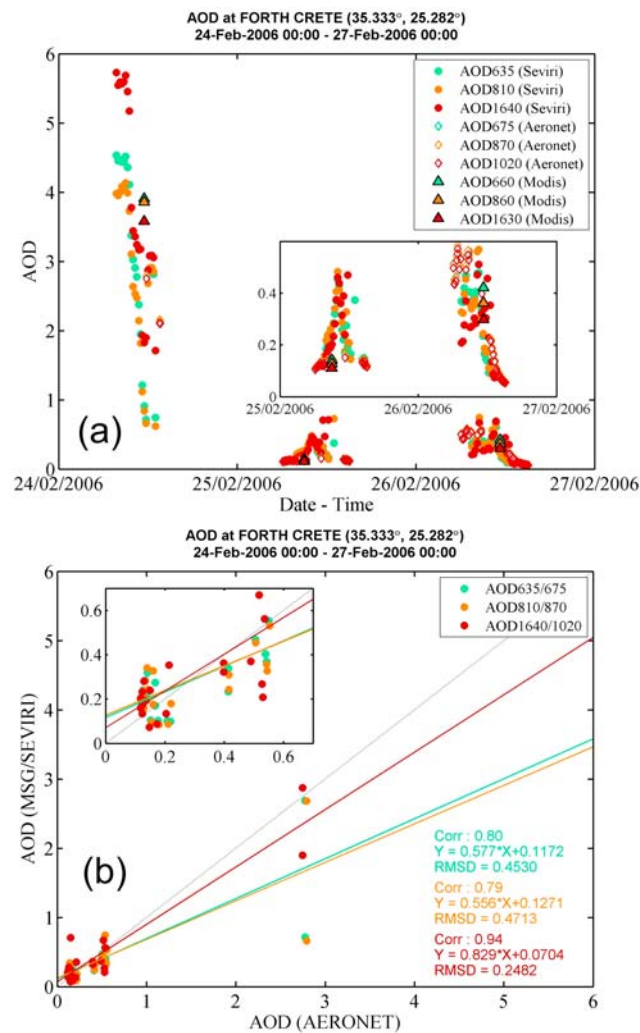 AOD at FORTH CRETE (35.333°, 25.282°)
24-Feb-2006 00:00 - 27-Feb-2006 00:00
6
5
4
3
2
1
0
AOD
AOD635 (Seviri)
AOD810 (Seviri)
AOD1640 (Seviri)
AOD675 (Aeronet)
AOD870 (Aeronet)
AOD1020 (Aeronet)
AOD660 (Modis)
AOD860 (Modis)
AOD1630 (Modis)
0.4
0.2
0
25/02/2006 26/02/2006 27/02/2006
(a)
24/02/2006 25/02/2006 26/02/2006 27/02/2006
Date - Time
AOD at FORTH CRETE (35.333°, 25.282°)
24-Feb-2006 00:00 - 27-Feb-2006 00:00
6
5
4
3
2
1
0
AOD (MSG/SEVIRI)
0.6
0.4
0.2
0
0 0.2 0.4 0.6
AOD635/675
AOD810/870
AOD1640/1020
Corr : 0.80
Y = 0.577*X+0.1172
RMSD = 0.4530
Corr : 0.79
Y = 0.556*X+0.1271
RMSD = 0.4713
Corr : 0.94
Y = 0.829*X+0.0704
RMSD = 0.2482
(b)
0 1 2 3 4 5 6
AOD (AERONET)